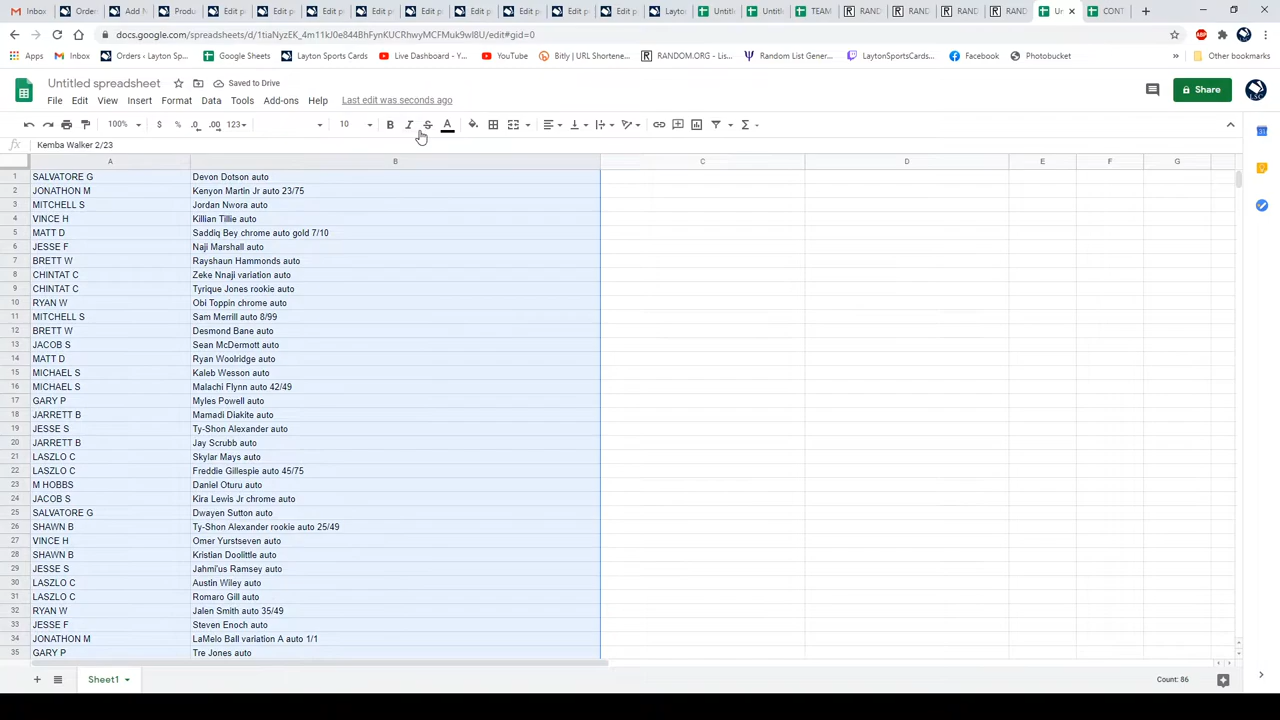 Inbox Orde Add N Produ Edit p Edit p Edit p Edit p Edit p Edit p Edit p Edit p Edit p Layto Untitl Untitl TEAM RAND RAND RAND RAND Un CONT
docs.google.com/spreadsheets/d/
Apps Inbox Orders ‹ Layton Sp... Google Sheets Layton Sports Cards Live Dashboard - Y... YouTube Bitly | URL Shortene... RANDOM.ORG - Lis... Random List Gener... LaytonSportsCards... Facebook Photobucket Other bookmarks
Untitled spreadsheet Saved to Drive
File Edit View Insert Format Data Tools Add-ons Help Last edit was seconds ago Share
100% $ % .0 .00 123 10 B I S A
fx Kemba Walker 2/23
A B C D E F G
1 SALVATORE G Devon Dotson auto
2 JONATHON M Kenyon Martin Jr auto 23/75
3 MITCHELL S Jordan Nwora auto
4 VINCE H Killian Tillie auto
5 MATT D Saddiq Bey chrome auto gold 7/10
6 JESSE F Naji Marshall auto
7 BRETT W Rayshaun Hammonds auto
8 CHINTAT C Zeke Nnaji variation auto
9 CHINTAT C Tyrique Jones rookie auto
10 RYAN W Obi Toppin chrome auto
11 MITCHELL S Sam Merrill auto 8/99
12 BRETT W Desmond Bane auto
13 JACOB S Sean McDermott auto
14 MATT D Ryan Woolridge auto
15 MICHAEL S Kaleb Wesson auto
16 MICHAEL S Malachi Flynn auto 42/49
17 GARY P Myles Powell auto
18 JARRETT B Mamadi Diakite auto
19 JESSE S Ty-Shon Alexander auto
20 JARRETT B Jay Scrubb auto
21 LASZLO C Skylar Mays auto
22 LASZLO C Freddie Gillespie auto 45/75
23 M HOBBS Daniel Oturu auto
24 JACOB S Kira Lewis Jr chrome auto
25 SALVATORE G Dwayen Sutton auto
26 SHAWN B Ty-Shon Alexander rookie auto 25/49
27 VINCE H Omer Yurstseven auto
28 SHAWN B Kristian Doolittle auto
29 JESSE S Jahmi'us Ramsey auto
30 LASZLO C Austin Wiley auto
31 LASZLO C Romaro Gill auto
32 RYAN W Jalen Smith auto 35/49
33 JESSE F Steven Enoch auto
34 JONATHON M LaMelo Ball variation A auto 1/1
35 GARY P Tre Jones auto
Sheet1 Count: 86